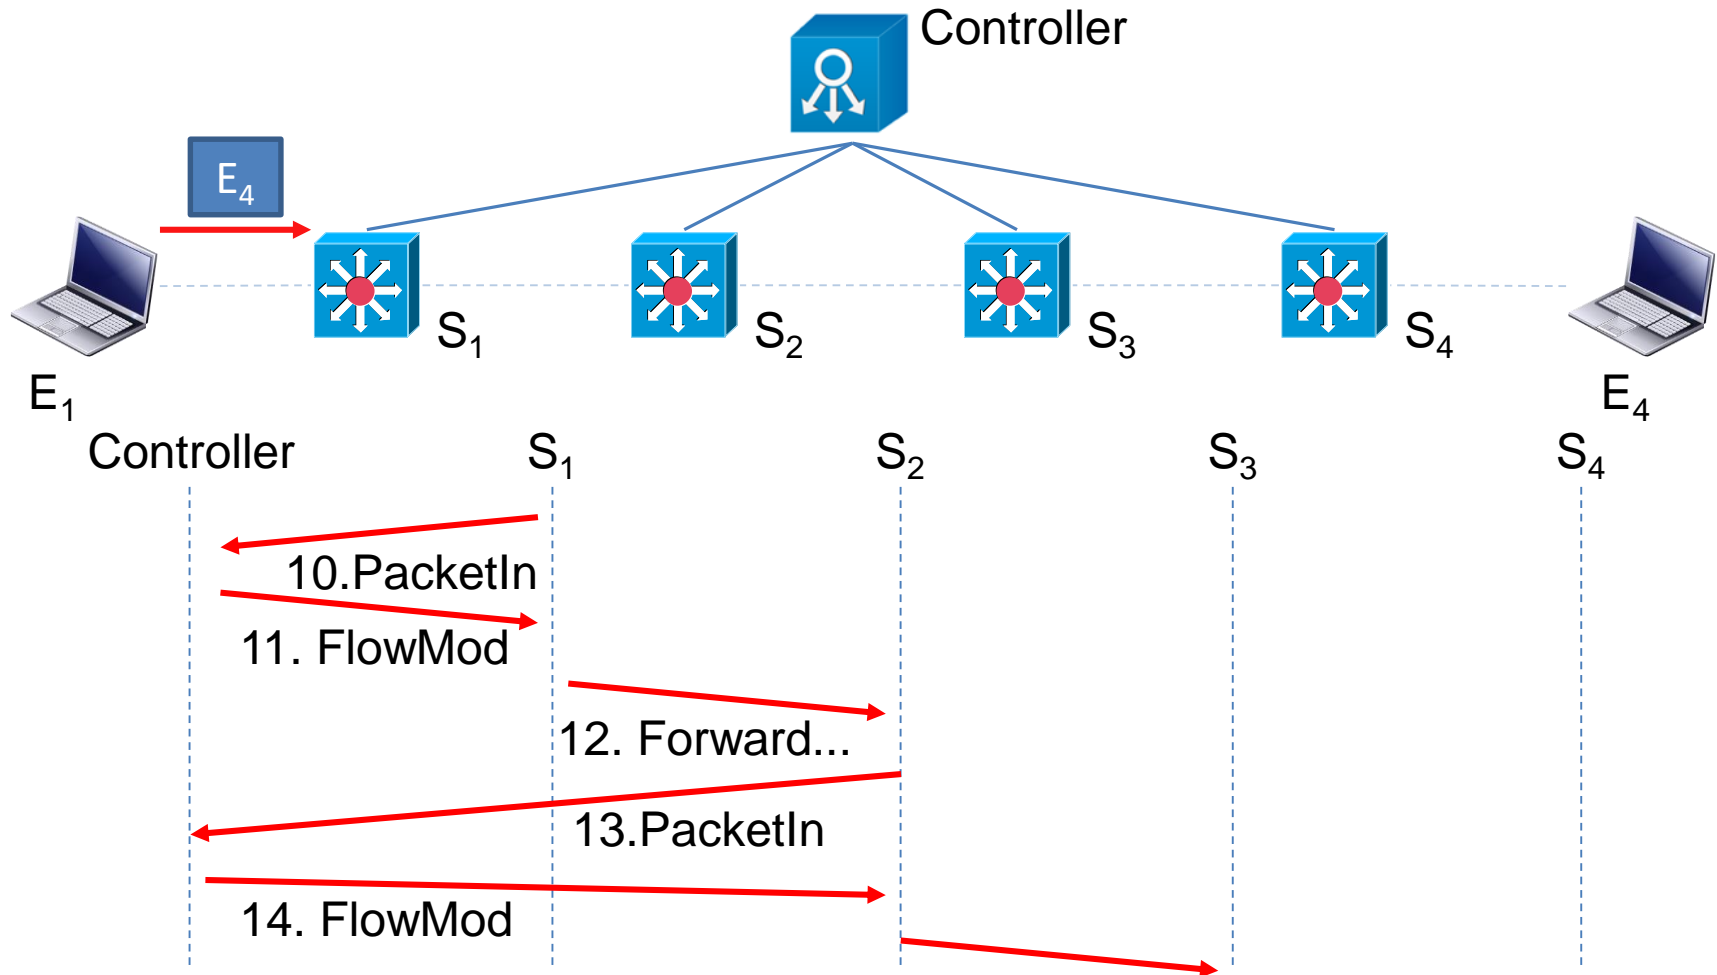 Controller
E4
S1
S2
S3
S4
E1
E4
Controller
S1
S2
S3
S4
10.PacketIn
11. FlowMod
12. Forward...
13.PacketIn
14. FlowMod